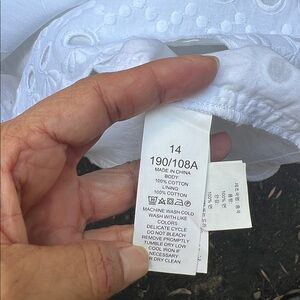 14
190/108A
MADE IN CHINA
BODY:
100% COTTON
LINING:
100% COTTON
MACHINE WASH COLD
WASH WITH LIKE
COLORS
DELICATE CYCLE
DO NOT BLEACH
REMOVE PROMPTLY
TUMBLE DRY LOW
COOL IRON IF
NECESSARY
DRY CLEAN